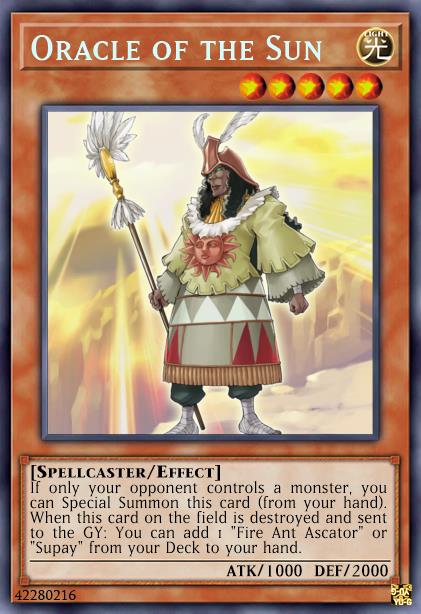 ORACLE OF THE SUN
LIGHT
光
[SPELLCASTER/EFFECT]
If only your opponent controls a monster, you
can Special Summon this card (from your hand).
When this card on the field is destroyed and sent
to the GY: You can add 1 "Fire Ant Ascator" or
"Supay" from your Deck to your hand.
ATK/1000 DEF/2000
42280216